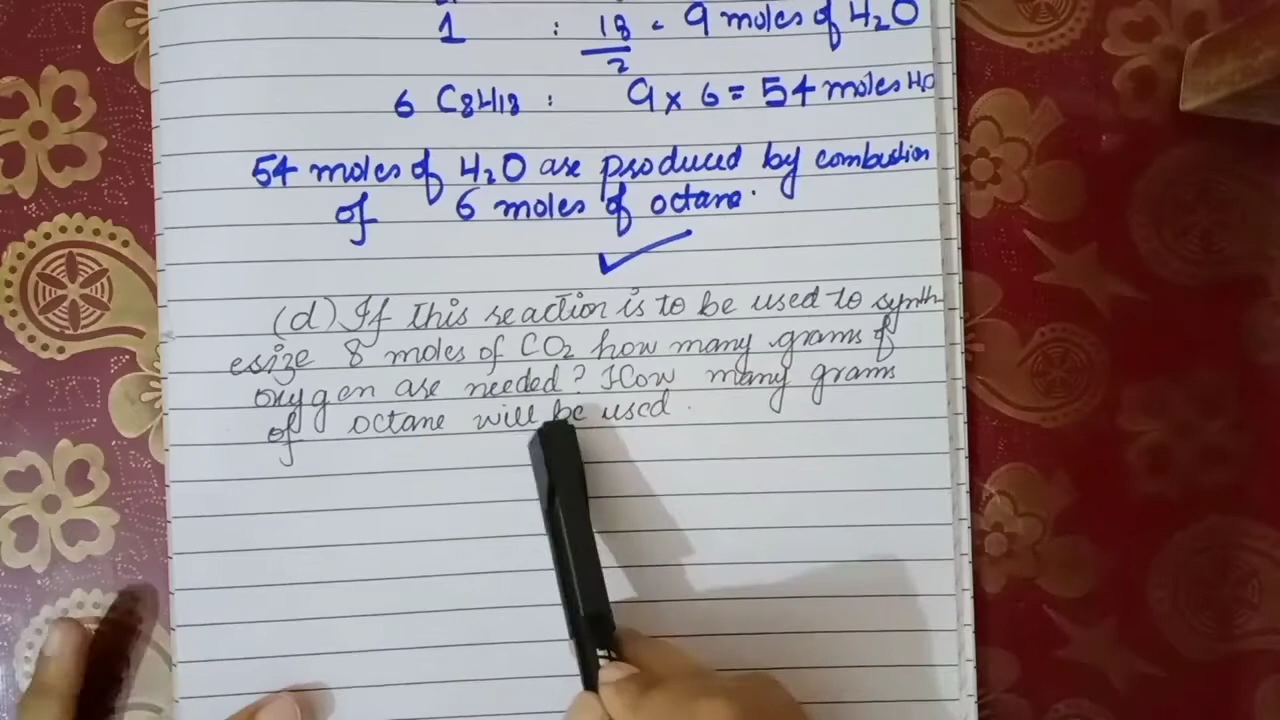 1 : 18/2 = 9 moles of H2O
6 C8H18 : 9 x 6 = 54 moles H2O
54 moles of H2O are produced by combustion
of 6 moles of octane.
(d) If this reaction is to be used to synth
esize 8 moles of CO2 how many grams of
oxygen are needed? How many grams
of octane will be used.